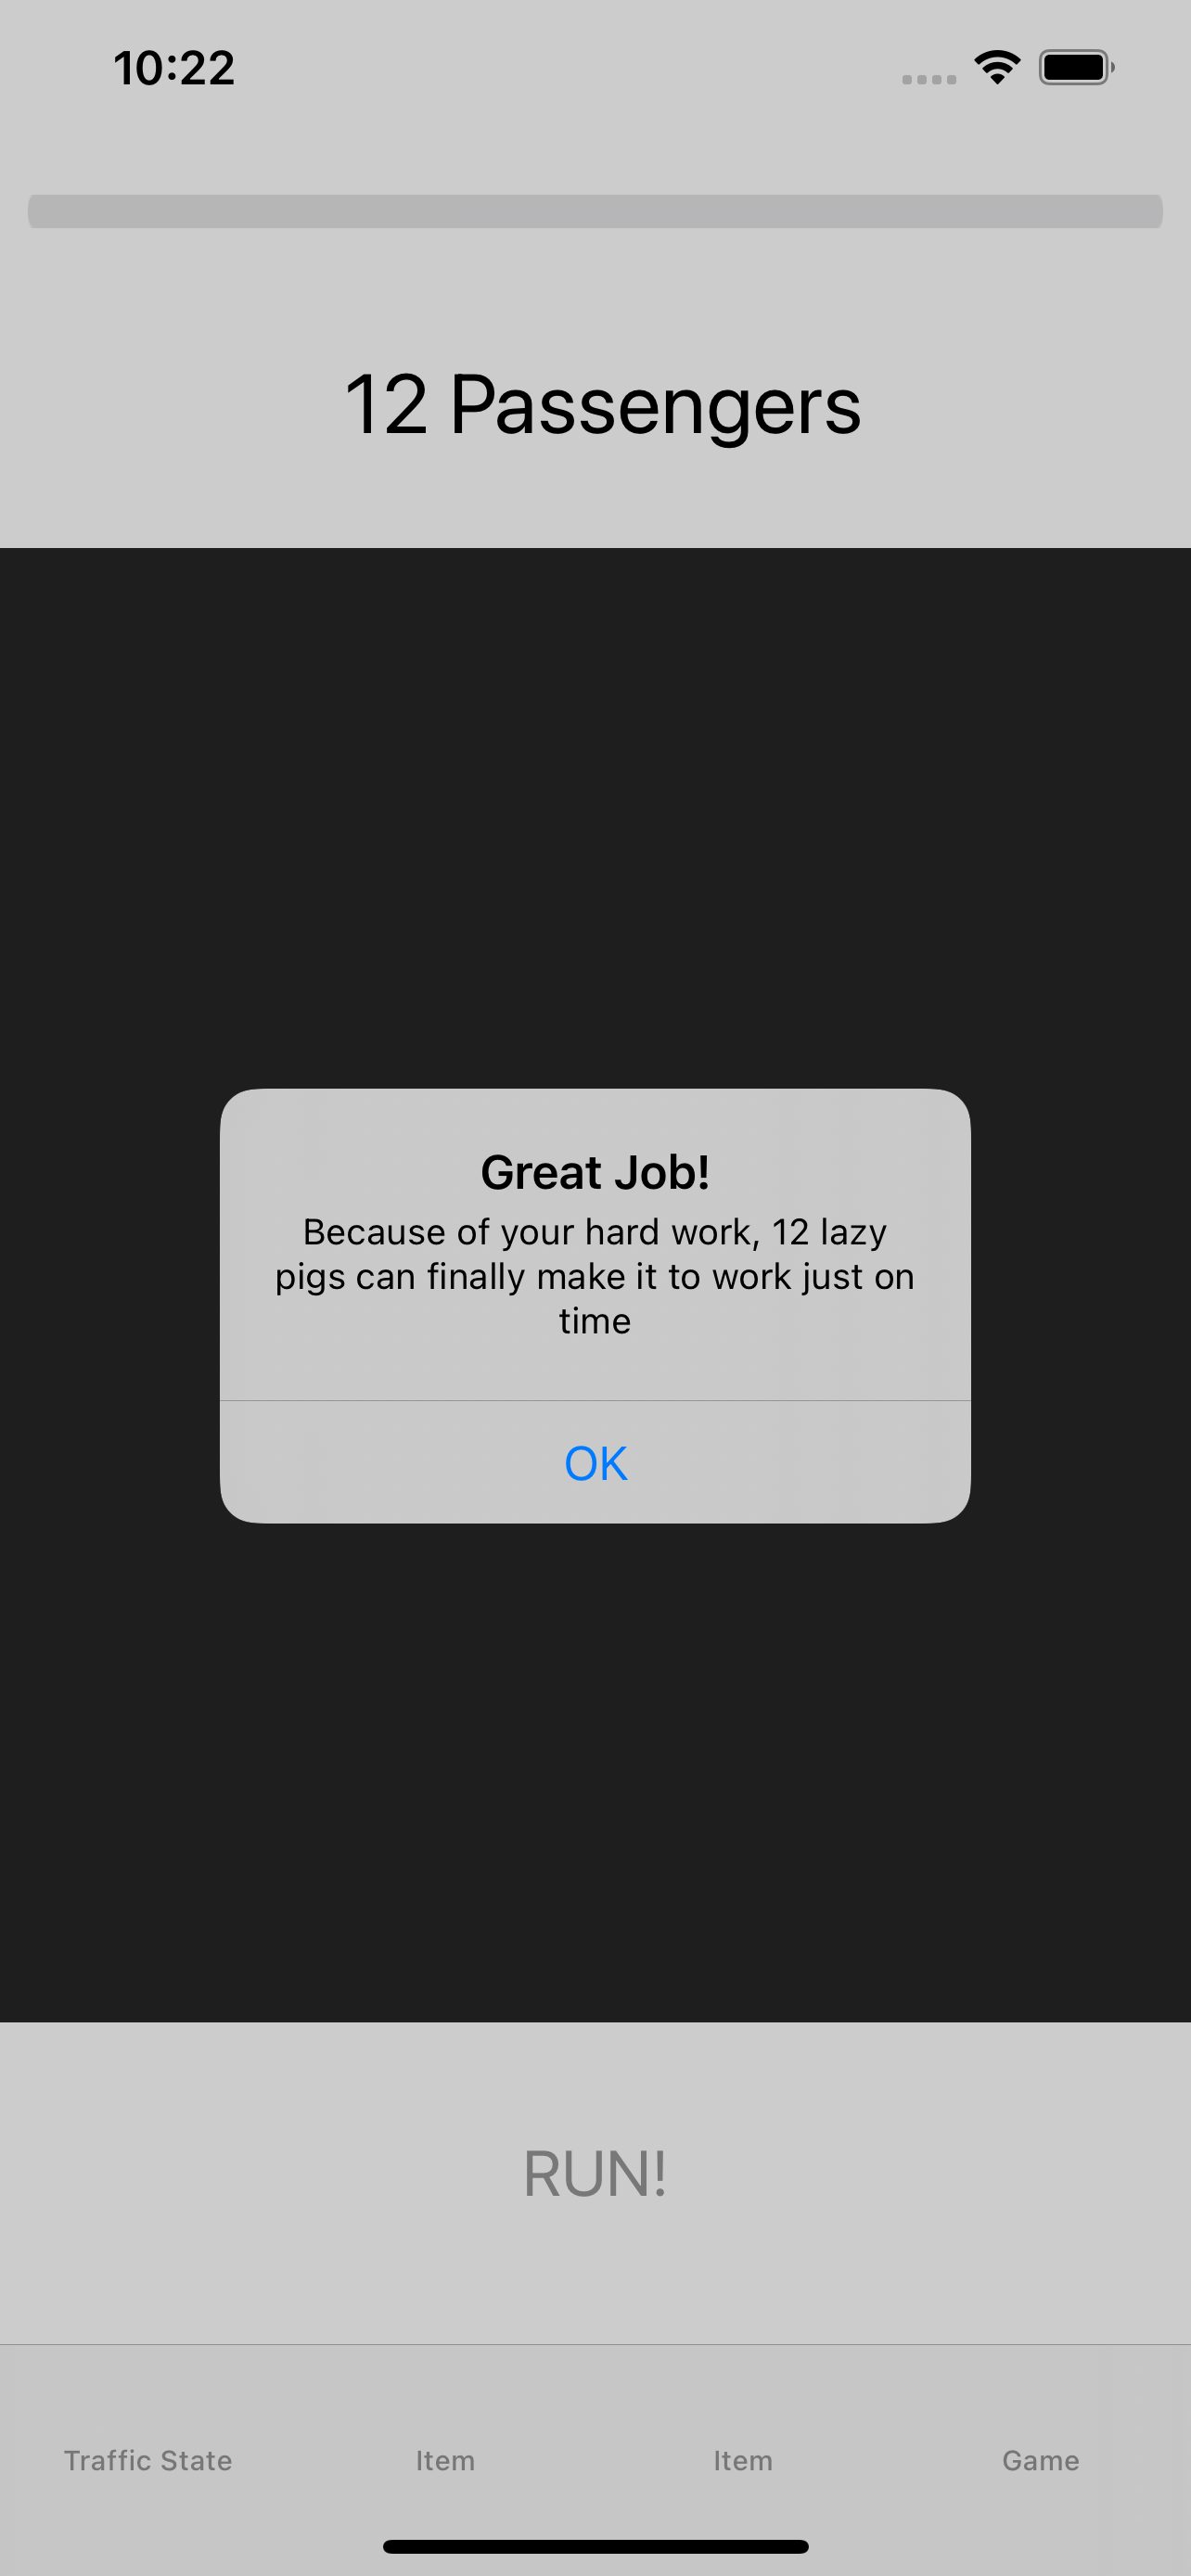 10:22
12 Passengers
Great Job!
Because of your hard work, 12 lazy
pigs can finally make it to work just on
time
OK
RUN!
Traffic State Item Item Game